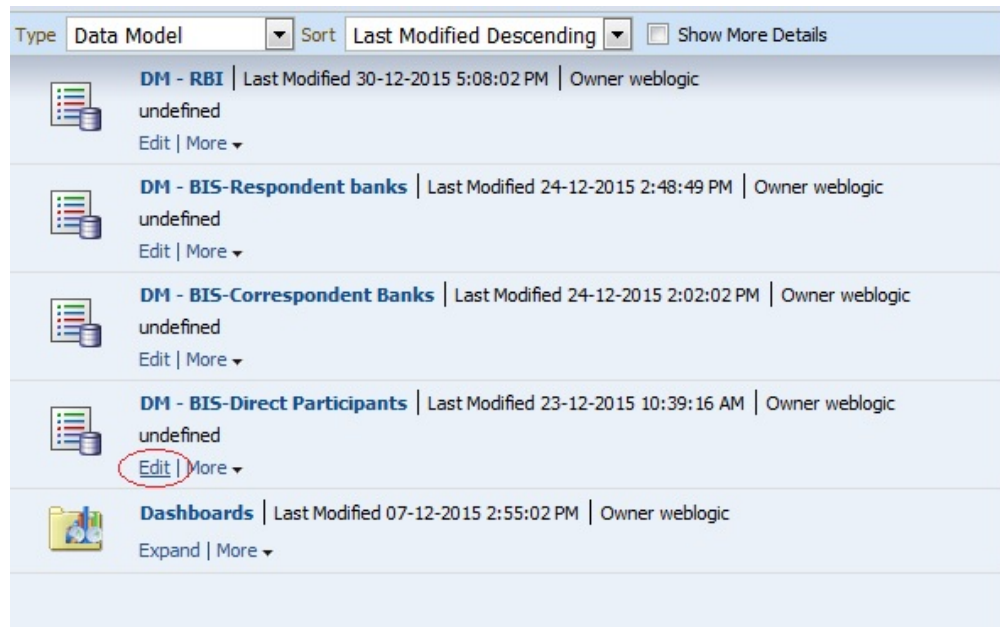 Type Data Model Sort Last Modified Descending Show More Details
DM - RBI | Last Modified 30-12-2015 5:08:02 PM | Owner weblogic
undefined
Edit | More
DM - BIS-Respondent banks | Last Modified 24-12-2015 2:48:49 PM | Owner weblogic
undefined
Edit | More
DM - BIS-Correspondent Banks | Last Modified 24-12-2015 2:02:02 PM | Owner weblogic
undefined
Edit | More
DM - BIS-Direct Participants | Last Modified 23-12-2015 10:39:16 AM | Owner weblogic
undefined
Edit | More
Dashboards | Last Modified 07-12-2015 2:55:02 PM | Owner weblogic
Expand | More